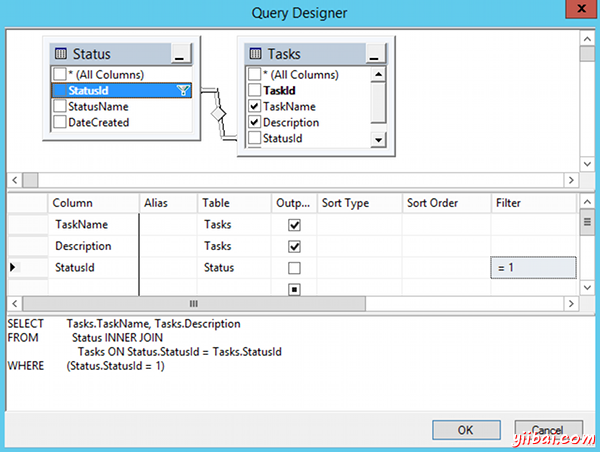 Query Designer
x
Status
Tasks
* (All Columns)
StatusId
StatusName
DateCreated
* (All Columns)
TaskId
TaskName
Description
StatusId
Column Alias Table Outp... Sort Type Sort Order Filter
TaskName Tasks
Description Tasks
StatusId Status = 1
SELECT Tasks.TaskName, Tasks.Description
FROM Status INNER JOIN
Tasks ON Status.StatusId = Tasks.StatusId
WHERE (Status.StatusId = 1)
OK Cancel
yiibai.com